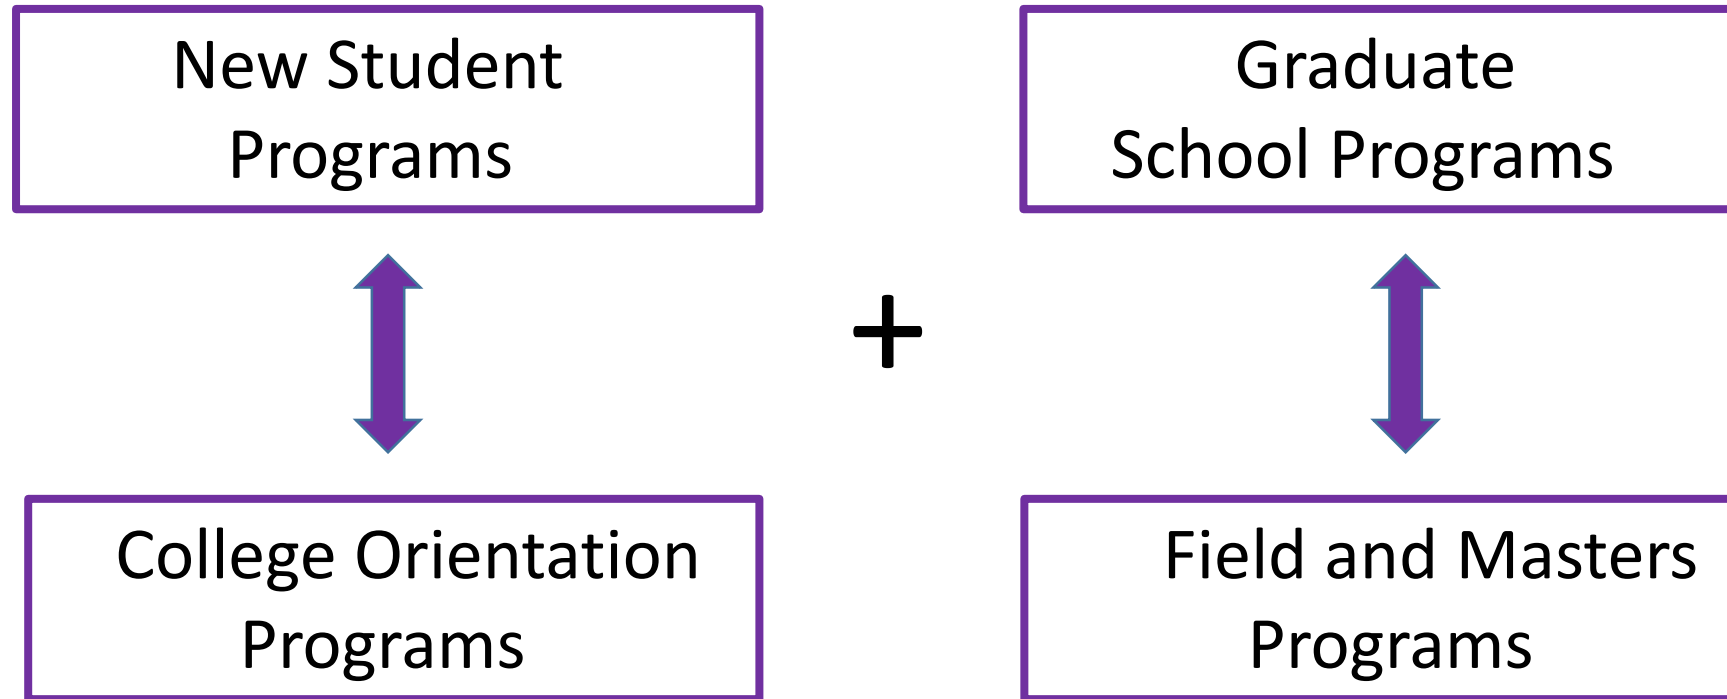 New Student
Programs
Graduate
School Programs
+
College Orientation
Programs
Field and Masters
Programs